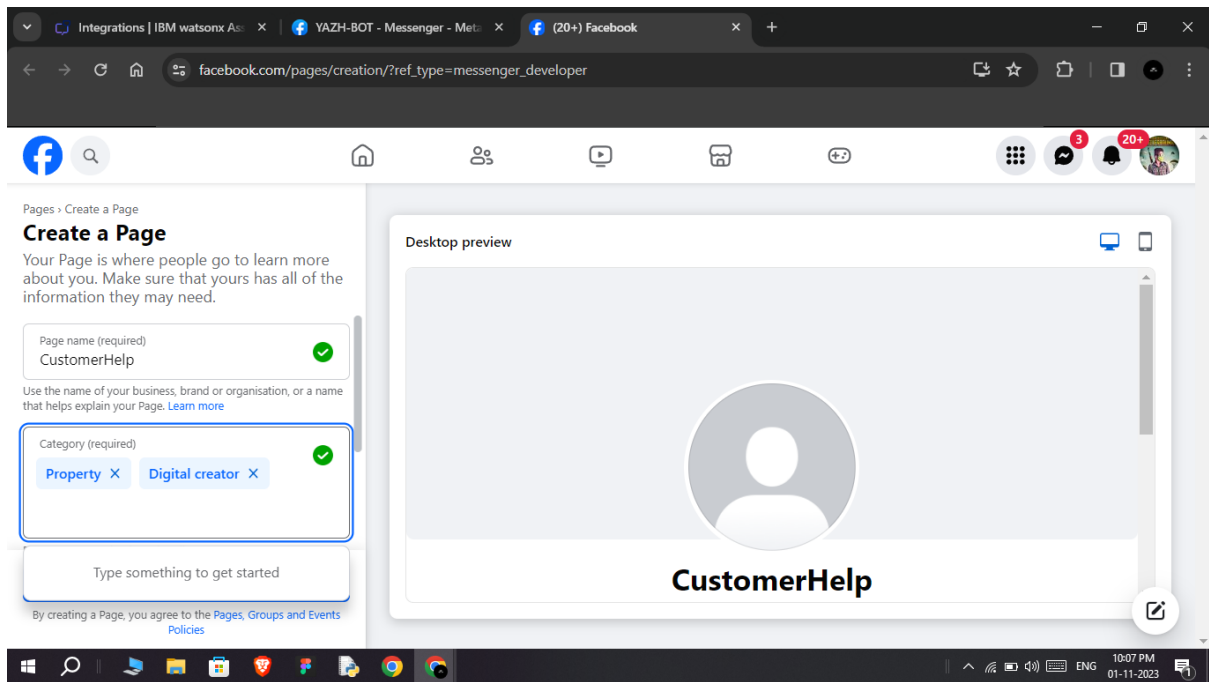 Integrations | IBM watsonx Ass
YAZH-BOT - Messenger - Meta
(20+) Facebook
facebook.com/pages/creation/?ref_type=messenger_developer
3
20+
Pages › Create a Page
Create a Page
Your Page is where people go to learn more
about you. Make sure that yours has all of the
information they may need.
Page name (required)
CustomerHelp
Use the name of your business, brand or organisation, or a name
that helps explain your Page. Learn more
Category (required)
Property
Digital creator
Type something to get started
By creating a Page, you agree to the Pages, Groups and Events
Policies
Desktop preview
CustomerHelp
ENG
10:07 PM
01-11-2023
1